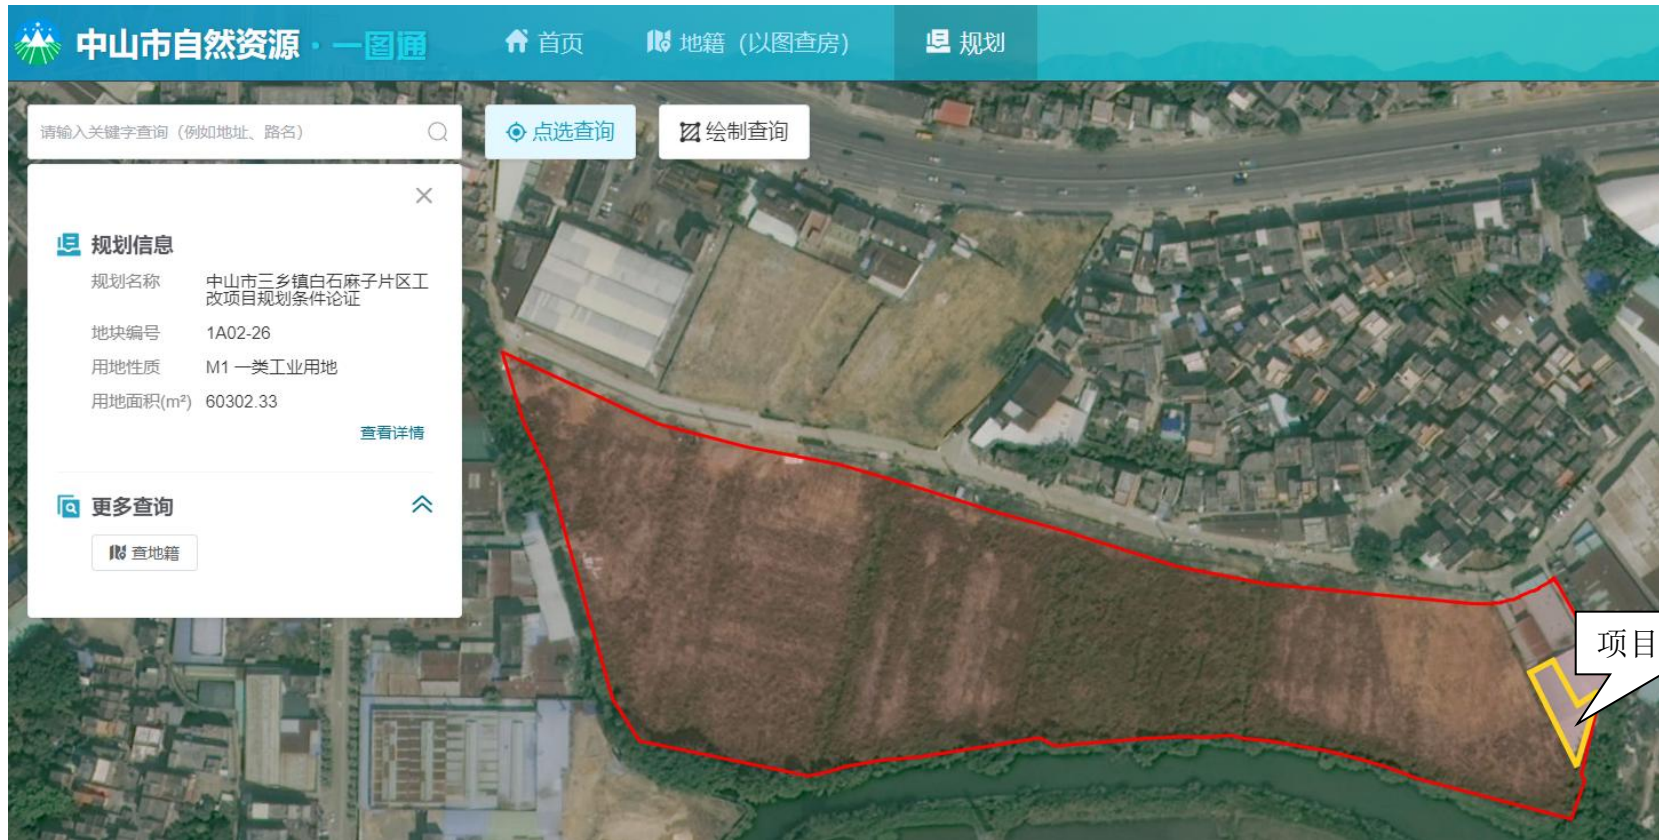 中山市自然资源·一图通
首页
地籍（以图查房）
规划
请输入关键字查询（例如地址、路名）
点选查询
绘制查询
规划信息
规划名称 中山市三乡镇白石麻子片区工
改项目规划条件论证
地块编号 1A02-26
用地性质 M1 一类工业用地
用地面积(m²) 60302.33
查看详情
更多查询
查地籍
项目